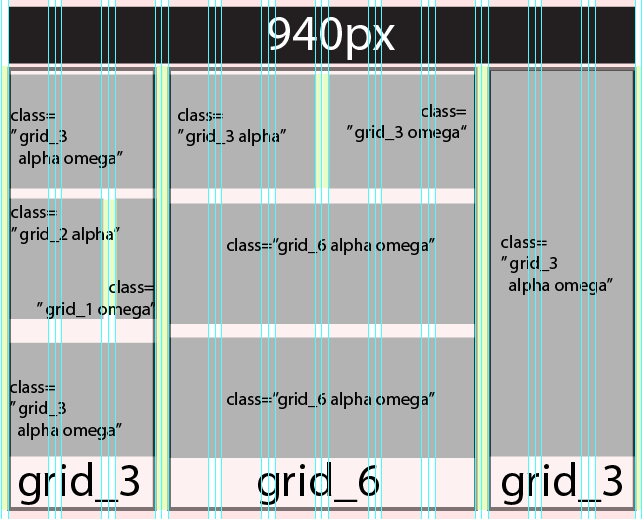 940px
class=
"grid_3
alpha omega"
class=
"grid_2 alpha"
class=
"grid_1 omega"
class=
"grid_3
alpha omega"
grid_3
class=
"grid_3 alpha"
class=
"grid_3 omega"
class="grid_6 alpha omega"
class="grid_6 alpha omega"
grid_6
class=
"grid_3
alpha omega"
grid_3